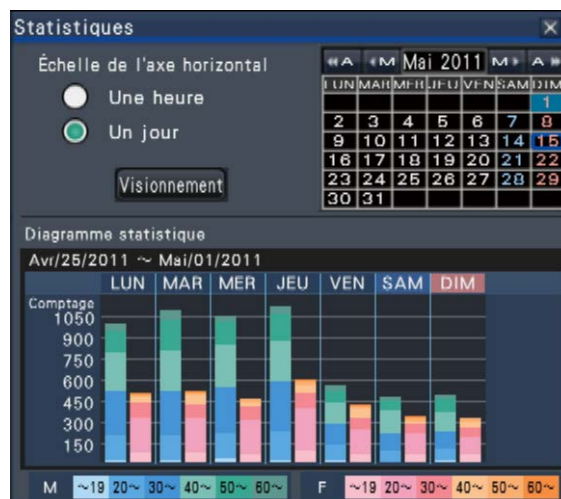 Statistiques
Échelle de l'axe horizontal
Une heure
Un jour
Visionnement
A M Mai 2011 M A
LUN MAR MER JEU VEN SAM DIM
1
2 3 4 5 6 7 8
9 10 11 12 13 14 15
16 17 18 19 20 21 22
23 24 25 26 27 28 29
30 31
Diagramme statistique
Avr/25/2011 ~ Mai/01/2011
LUN MAR MER JEU VEN SAM DIM
Comptage
1050
900
750
600
450
300
150
M ~19 20~ 30~ 40~ 50~ 60~ F ~19 20~ 30~ 40~ 50~ 60~